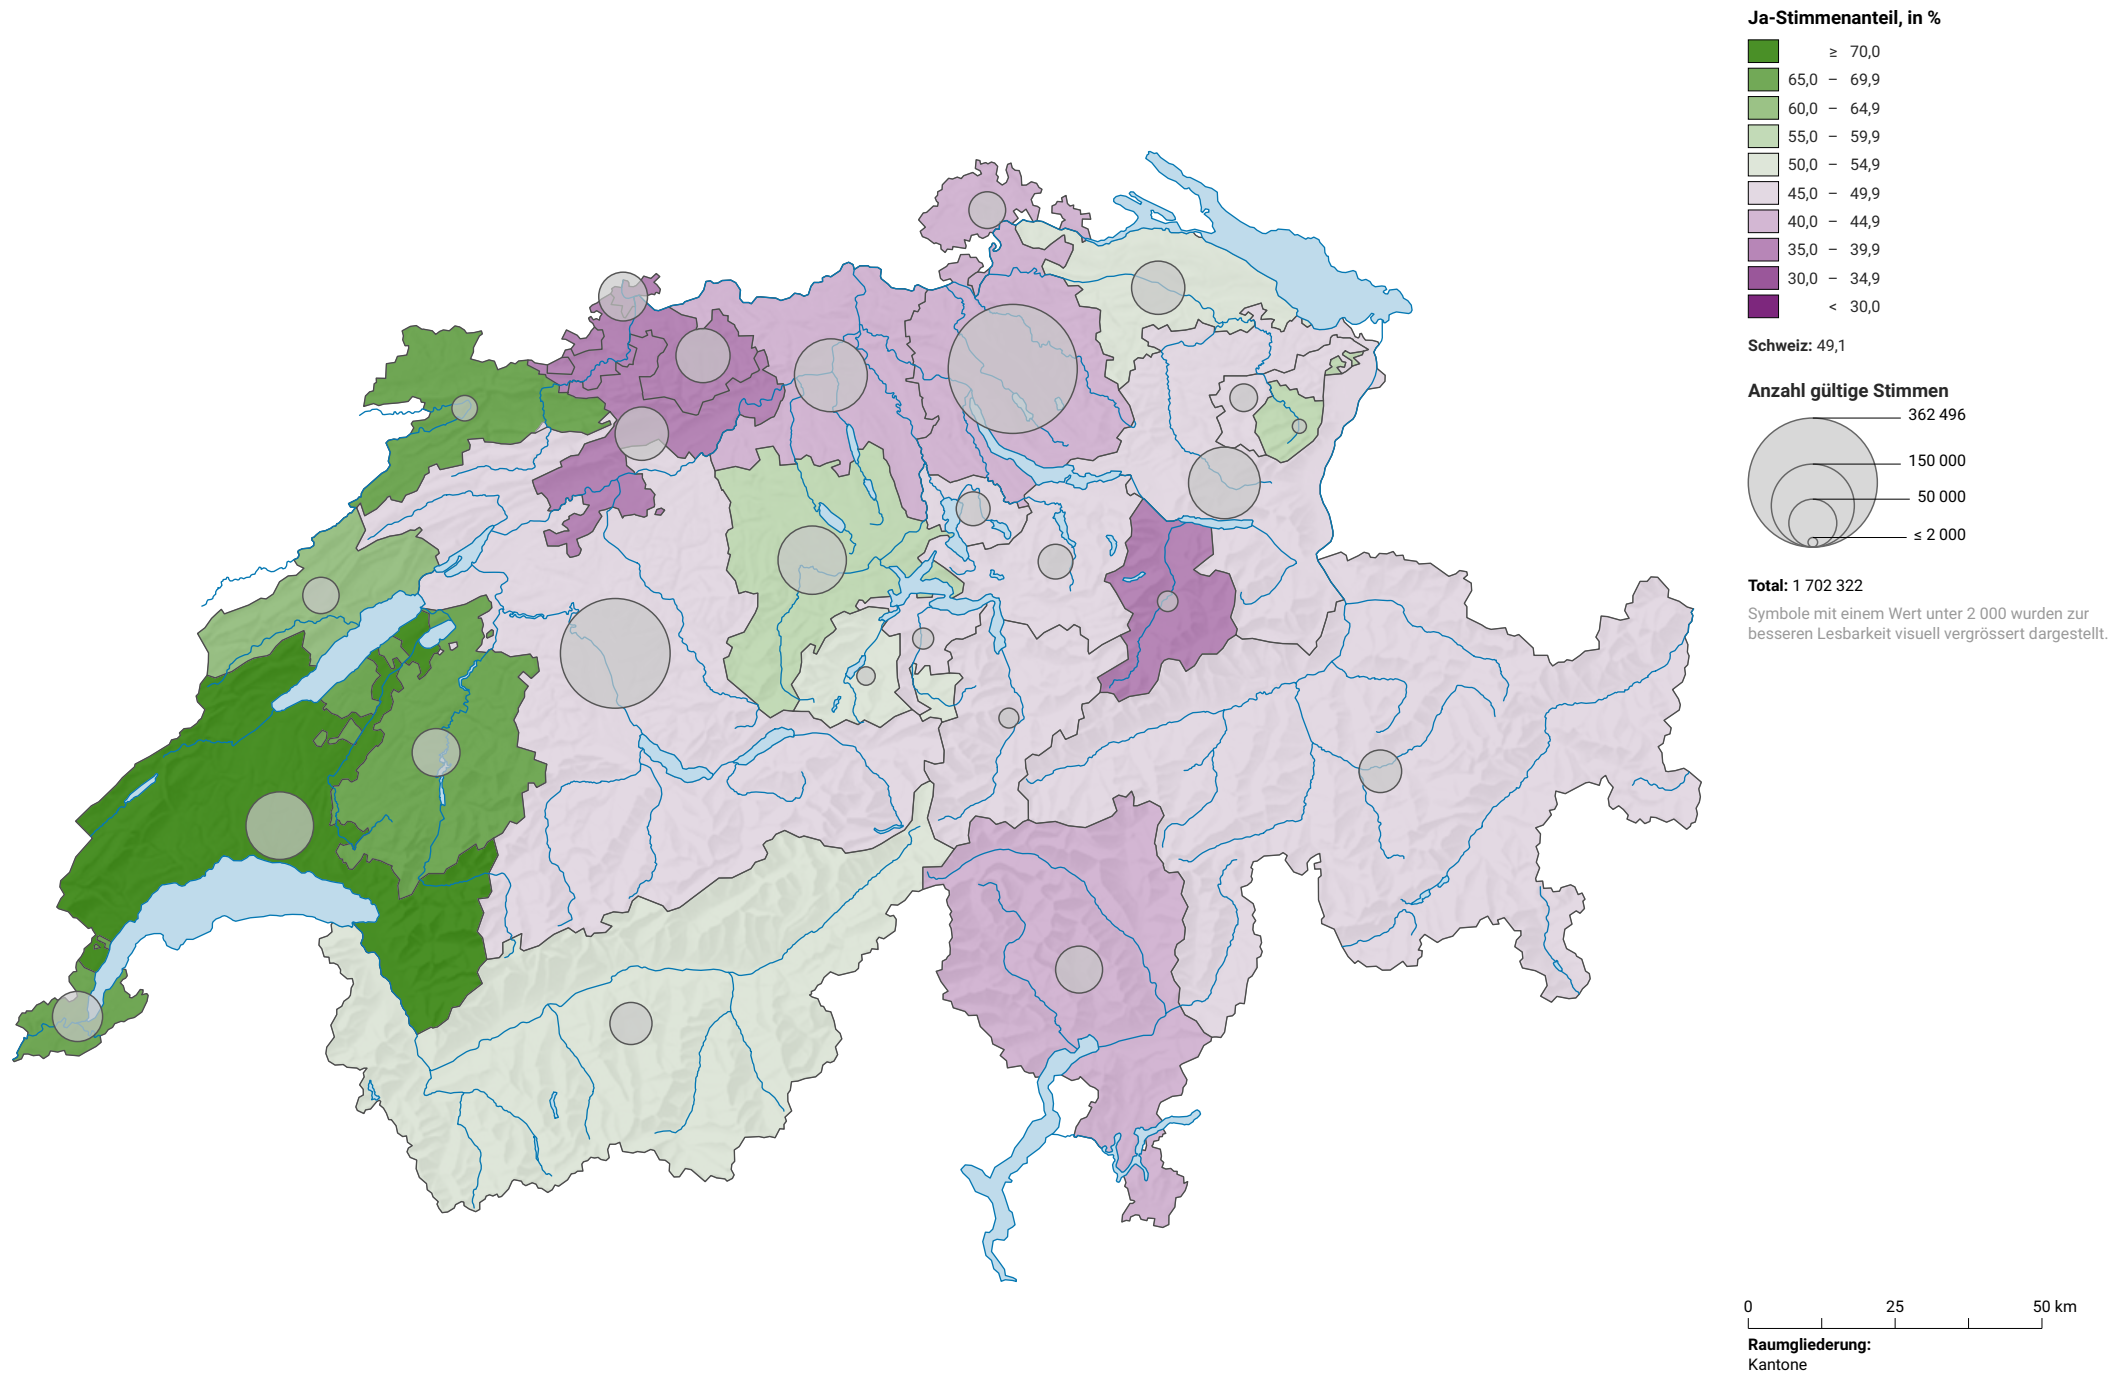 Ja-Stimmenanteil, in %
≥ 70,0
65,0 – 69,9
60,0 – 64,9
55,0 – 59,9
50,0 – 54,9
45,0 – 49,9
40,0 – 44,9
35,0 – 39,9
30,0 – 34,9
< 30,0
Schweiz: 49,1
Anzahl gültige Stimmen
362 496
150 000
50 000
≤ 2 000
Total: 1 702 322
Symbole mit einem Wert unter 2 000 wurden zur
besseren Lesbarkeit visuell vergrössert dargestellt.
0 25 50 km
Raumgliederung:
Kantone